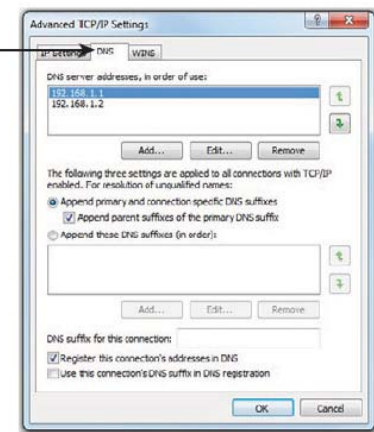 Advanced TCP/IP Settings
IP Settings DNS WINS
DNS server addresses, in order of use:
192.168.1.1
192.168.1.2
Add... Edit... Remove
The following three settings are applied to all connections with TCP/IP
enabled. For resolution of unqualified names:
Append primary and connection specific DNS suffixes
Append parent suffixes of the primary DNS suffix
Append these DNS suffixes (in order):
Add... Edit... Remove
DNS suffix for this connection:
Register this connection's addresses in DNS
Use this connection's DNS suffix in DNS registration
OK Cancel